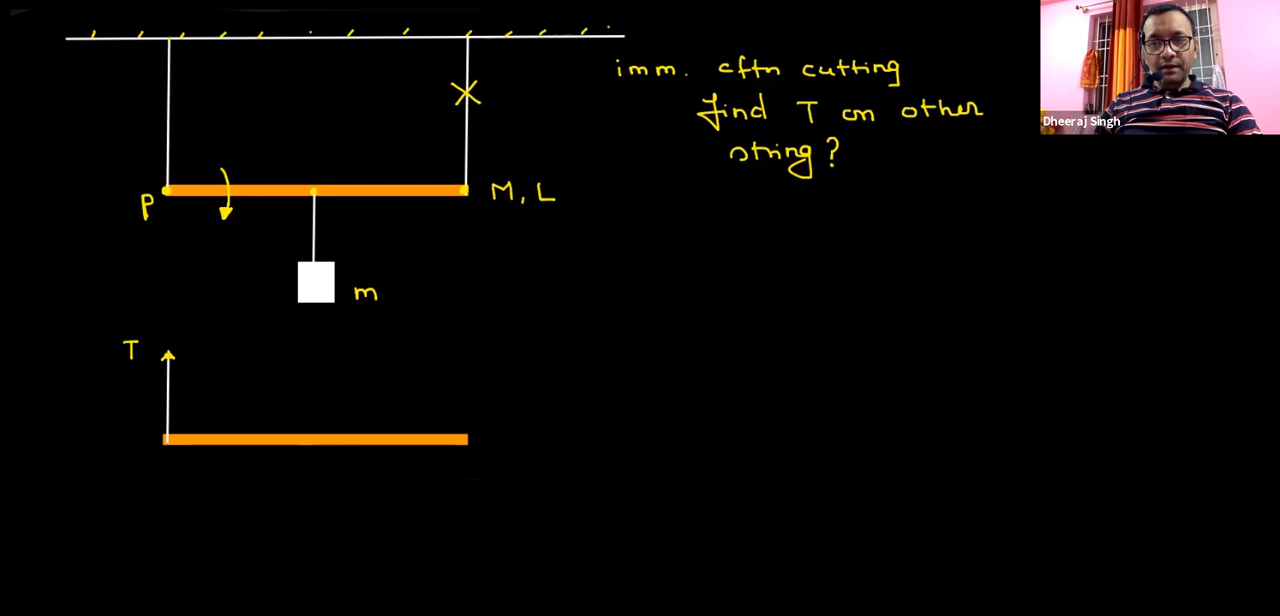 imm. aftr cutting
find T on other
string?
Dheeraj Singh
P
M, L
m
T